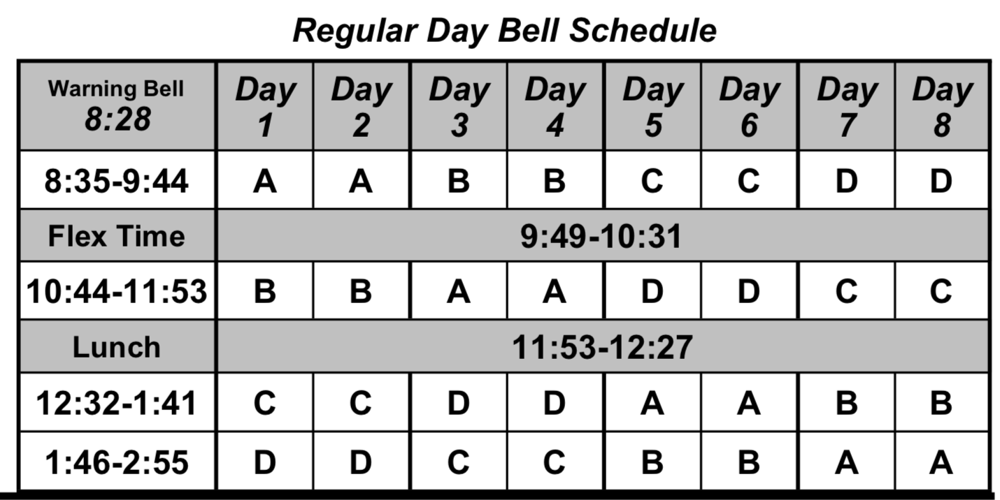 Regular Day Bell Schedule
Warning Bell 8:28 Day 1 Day 2 Day 3 Day 4 Day 5 Day 6 Day 7 Day 8
8:35-9:44 A A B B C C D D
Flex Time 9:49-10:31
10:44-11:53 B B A A D D C C
Lunch 11:53-12:27
12:32-1:41 C C D D A A B B
1:46-2:55 D D C C B B A A